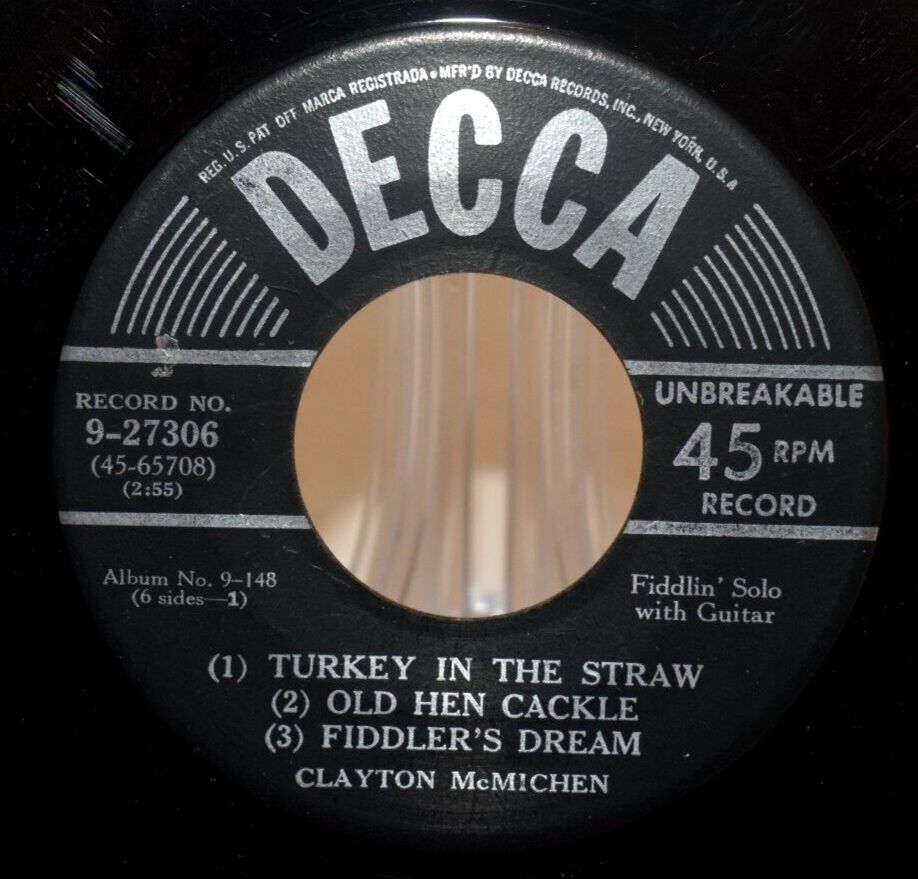 REG. U.S. PAT OFF MARCA REGISTRADA • MFR'D BY DECCA RECORDS, INC., NEW YORK, U.S.A
DECCA
RECORD NO.
9-27306
(45-65708)
(2:55)
UNBREAKABLE
45 RPM
RECORD
Album No. 9-148
(6 sides—1)
Fiddlin' Solo
with Guitar
(1) TURKEY IN THE STRAW
(2) OLD HEN CACKLE
(3) FIDDLER'S DREAM
CLAYTON McMICHEN